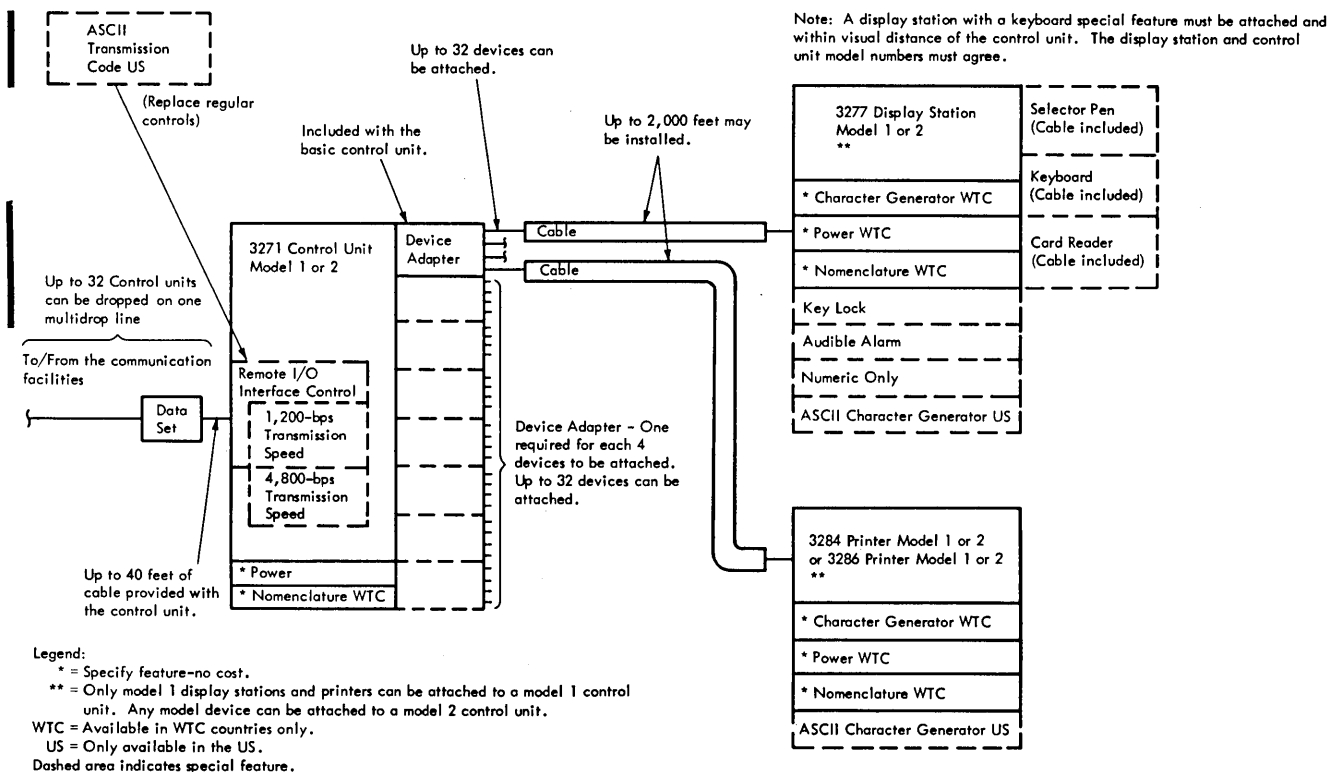 ASCII
Transmission
Code US
(Replace regular
controls)
Included with the
basic control unit.
Up to 32 devices can
be attached.
Up to 2,000 feet may
be installed.
Note: A display station with a keyboard special feature must be attached and
within visual distance of the control unit. The display station and control
unit model numbers must agree.
3277 Display Station
Model 1 or 2
**
* Character Generator WTC
* Power WTC
* Nomenclature WTC
Key Lock
Audible Alarm
Numeric Only
ASCII Character Generator US
Selector Pen
(Cable included)
Keyboard
(Cable included)
Card Reader
(Cable included)
Cable
Cable
3271 Control Unit
Model 1 or 2
Device
Adapter
Up to 32 Control units
can be dropped on one
multidrop line
To/From the communication
facilities
Data
Set
Remote I/O
Interface Control
1,200-bps
Transmission
Speed
4,800-bps
Transmission
Speed
* Power
* Nomenclature WTC
Up to 40 feet of
cable provided with
the control unit.
Device Adapter - One
required for each 4
devices to be attached.
Up to 32 devices can be
attached.
3284 Printer Model 1 or 2
or 3286 Printer Model 1 or 2
**
* Character Generator WTC
* Power WTC
* Nomenclature WTC
ASCII Character Generator US
Legend:
* = Specify feature-no cost.
** = Only model 1 display stations and printers can be attached to a model 1 control
unit. Any model device can be attached to a model 2 control unit.
WTC = Available in WTC countries only.
US = Only available in the US.
Dashed area indicates special feature.